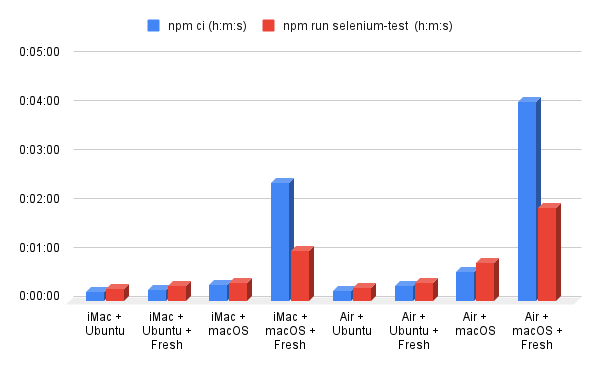 npm ci (h:m:s) npm run selenium-test (h:m:s)
0:05:00
0:04:00
0:03:00
0:02:00
0:01:00
0:00:00
iMac +
Ubuntu
iMac +
Ubuntu +
Fresh
iMac +
macOS
iMac +
macOS +
Fresh
Air +
Ubuntu
Air +
Ubuntu +
Fresh
Air +
macOS
Air +
macOS +
Fresh